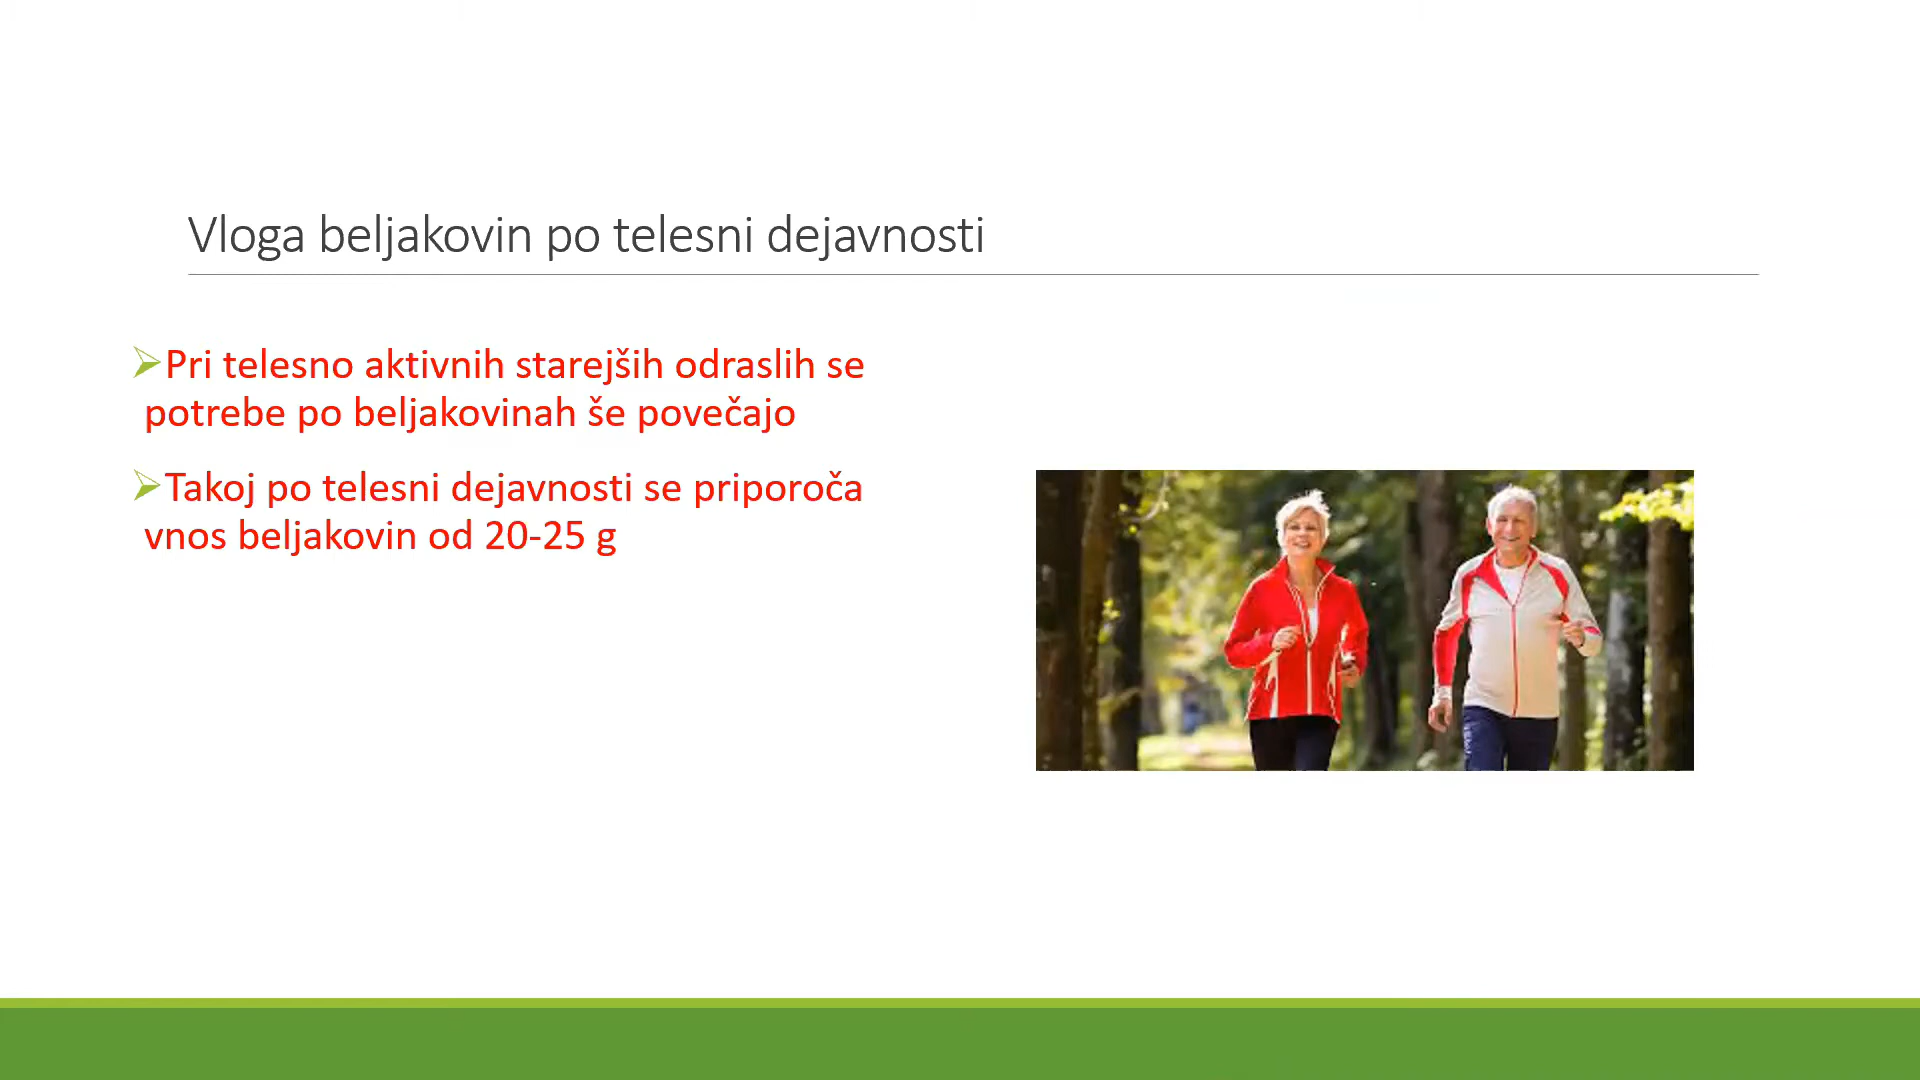 Vloga beljakovin po telesni dejavnosti
Pri telesno aktivnih starejših odraslih se
potrebe po beljakovinah še povečajo
Takoj po telesni dejavnosti se priporoča
vnos beljakovin od 20-25 g